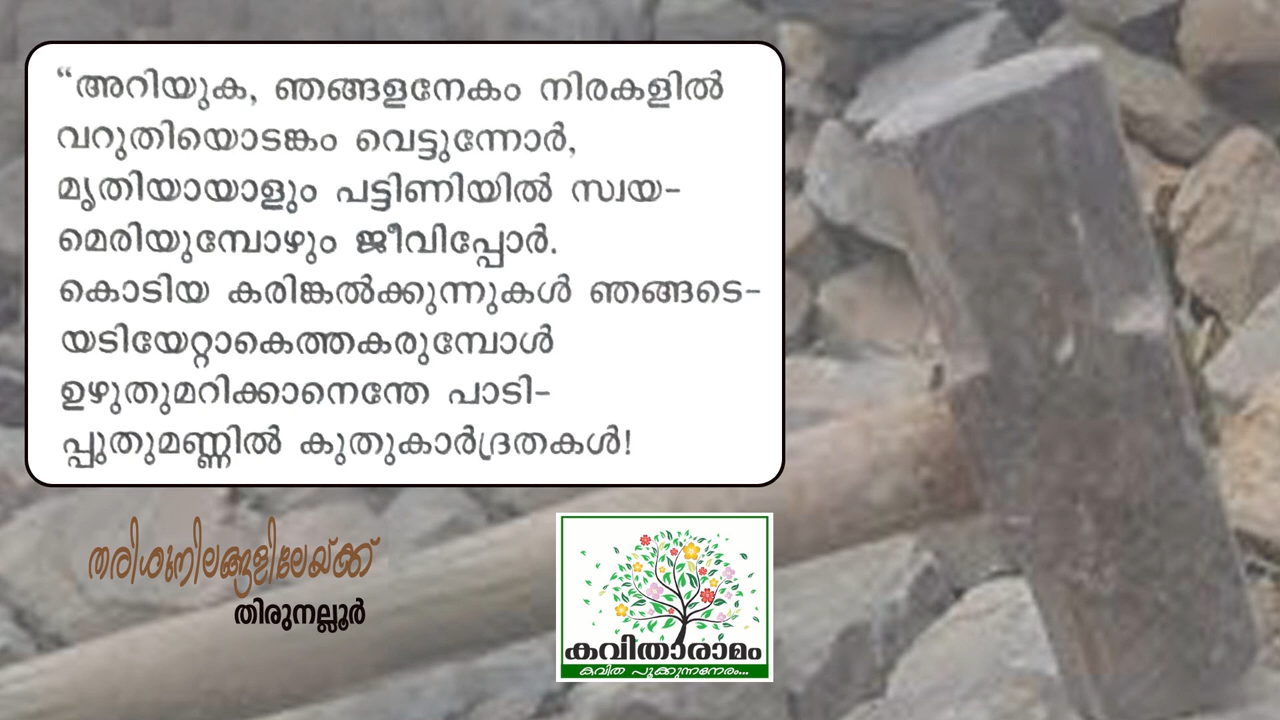 “അറിയുക, ഞങ്ങളനേകം നിരകളിൽ
വറുതിയൊടങ്കം വെട്ടുന്നോർ,
മൃതിയായാളും പട്ടിണിയിൽ സ്വയ-
മെരിയുമ്പോഴും ജീവിപ്പോർ.
കൊടിയ കരിങ്കൽക്കുന്നുകൾ ഞങ്ങടെ-
യടിയേറ്റാകെത്തകരുമ്പോൾ
ഉഴുതുമറിക്കാനെന്തേ പാടി-
പ്പുതുമണ്ണിൽ കുതുകാർദ്രതകൾ!
തരിശുനിലങ്ങളിലേയ്ക്ക്
തിരുനല്ലൂർ
കവിതാരാമം
കവിത പൂക്കുന്നനേരം...